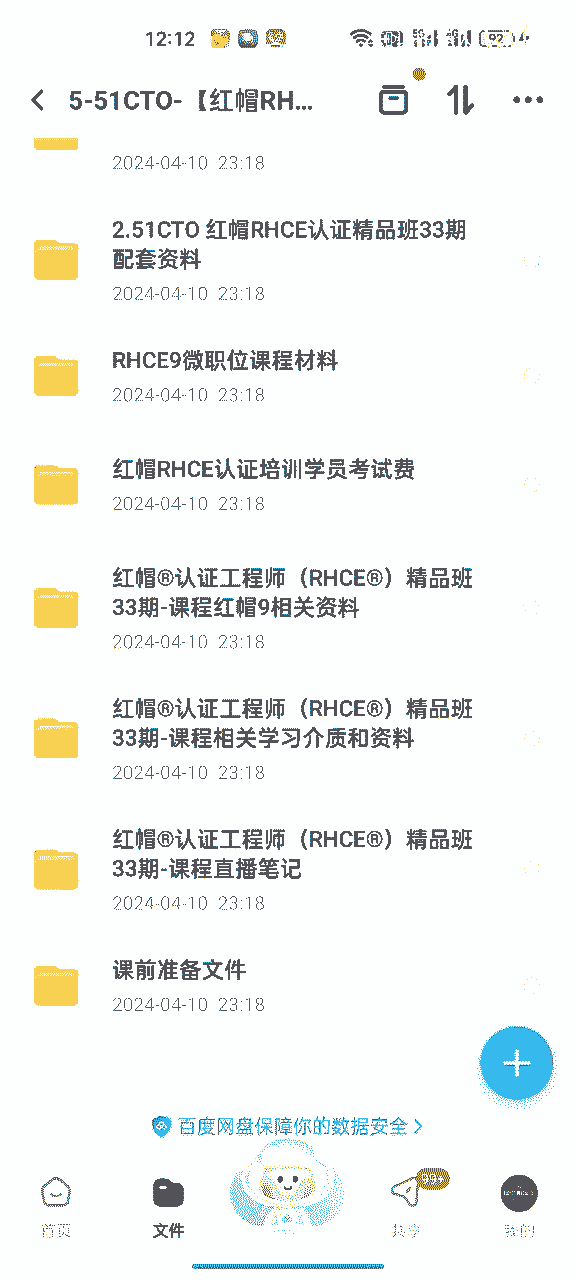 12:12
92
5-51CTO-【红帽RH...
2024-04-10 23:18
2.51CTO 红帽RHCE认证精品班33期
配套资料
2024-04-10 23:18
RHCE9微职位课程材料
2024-04-10 23:18
红帽RHCE认证培训学员考试费
2024-04-10 23:18
红帽®认证工程师（RHCE®）精品班
33期-课程红帽9相关资料
2024-04-10 23:18
红帽®认证工程师（RHCE®）精品班
33期-课程相关学习介质和资料
2024-04-10 23:18
红帽®认证工程师（RHCE®）精品班
33期-课程直播笔记
2024-04-10 23:18
课前准备文件
2024-04-10 23:18
百度网盘保障你的数据安全
99+
首页
文件
共享
我的